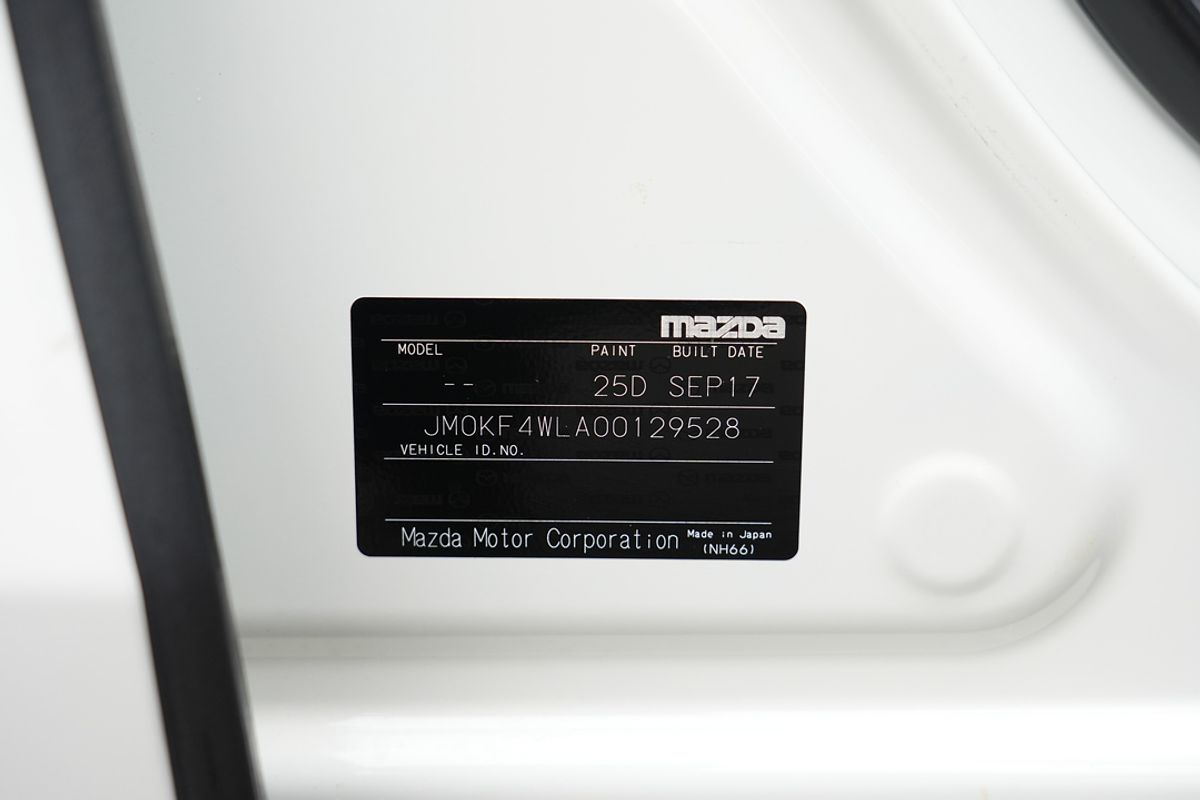 mazda
MODEL PAINT BUILT DATE
-- 25D SEP17
JM0KF4WLA00129528
VEHICLE ID.NO.
Mazda Motor Corporation Made in Japan
(NH66)